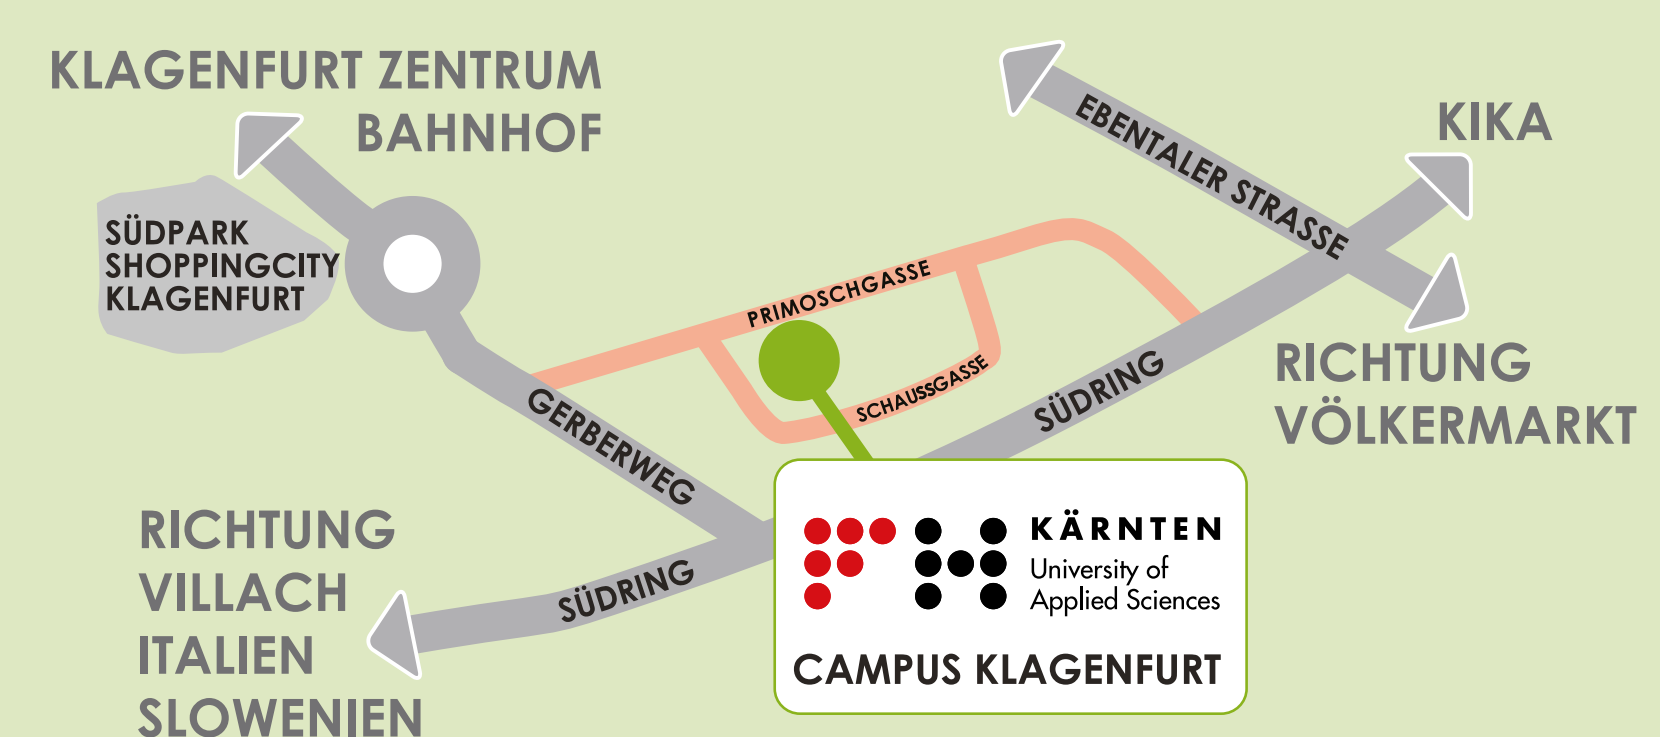 KLAGENFURT ZENTRUM
BAHNHOF
SÜDPARK
SHOPPINGCITY
KLAGENFURT
EBENTALER STRASSE
KIKA
PRIMOSCHGASSE
SCHAUSSGASSE
GERBERWEG
SÜDRING
RICHTUNG
VÖLKERMARKT
RICHTUNG
VILLACH
ITALIEN
SLOWENIEN
SÜDRING
FH KÄRNTEN
University of
Applied Sciences
CAMPUS KLAGENFURT